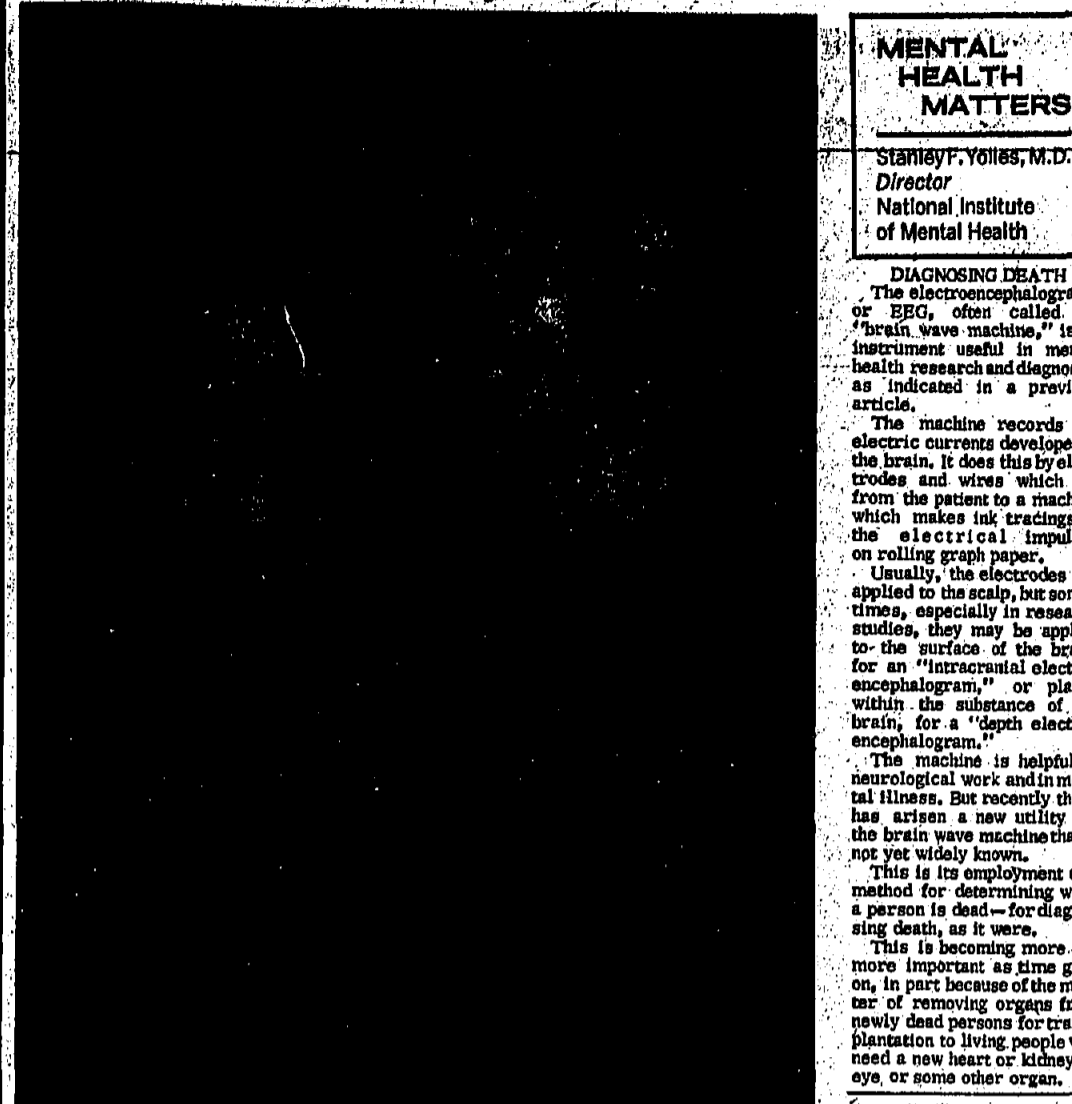 MENTAL
HEALTH
MATTERS
Stanley F. Yolles, M.D.
Director
National Institute
of Mental Health
DIAGNOSING DEATH
The electroencephalogra
or EEG, often called
"brain wave machine," is
instrument useful in men
health research and diagno
as indicated in a previ
article.
The machine records
electric currents develope
the brain. It does this by el
trodes and wires which
from the patient to a mach
which makes ink tracings
the electrical impul
on rolling graph paper.
Usually, the electrodes
applied to the scalp, but som
times, especially in resea
studies, they may be appl
to the surface of the bra
for an "intracranial elect
encephalogram," or pla
within the substance of
brain, for a "depth elect
encephalogram."
The machine is helpful
neurological work and in m
tal illness. But recently th
has arisen a new utility
the brain wave machine tha
not yet widely known.
This is its employment
method for determining w
a person is dead—for diag
sing death, as it were.
This is becoming more
more important as time g
on, in part because of the m
ter of removing organs fr
newly dead persons for tra
plantation to living people
need a new heart or kidney
eye, or some other organ.